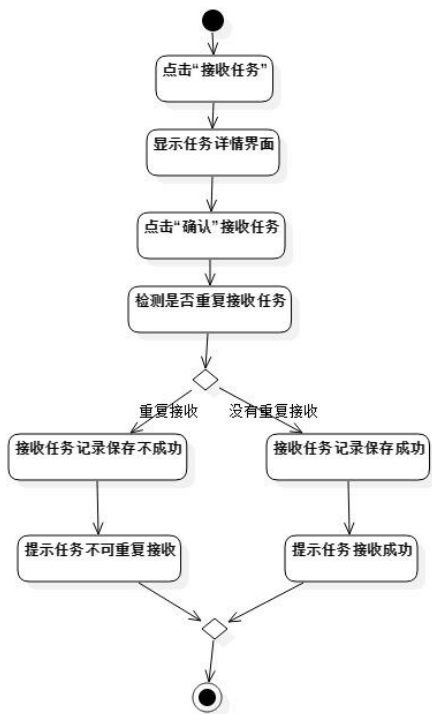 点击“接收任务”
显示任务详情界面
点击“确认”接收任务
检测是否重复接收任务
重复接收
没有重复接收
接收任务记录保存不成功
接收任务记录保存成功
提示任务不可重复接收
提示任务接收成功